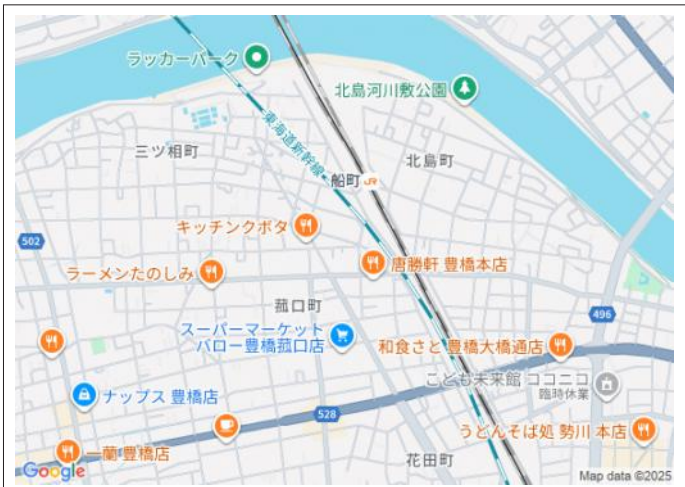 ラッカーパーク
北島河川敷公園
東海道新幹線
三ツ相町
北島町
船町 JR
キッチンクボタ
502
唐勝軒 豊橋本店
ラーメンたのしみ
菰口町
496
スーパーマーケット
バロー豊橋菰口店
和食さと 豊橋大橋通店
こども未来館 ココニコ
臨時休業
ナップス 豊橋店
528
うどんそば処 勢川 本店
一蘭 豊橋店
花田町
Google
Map data ©2025